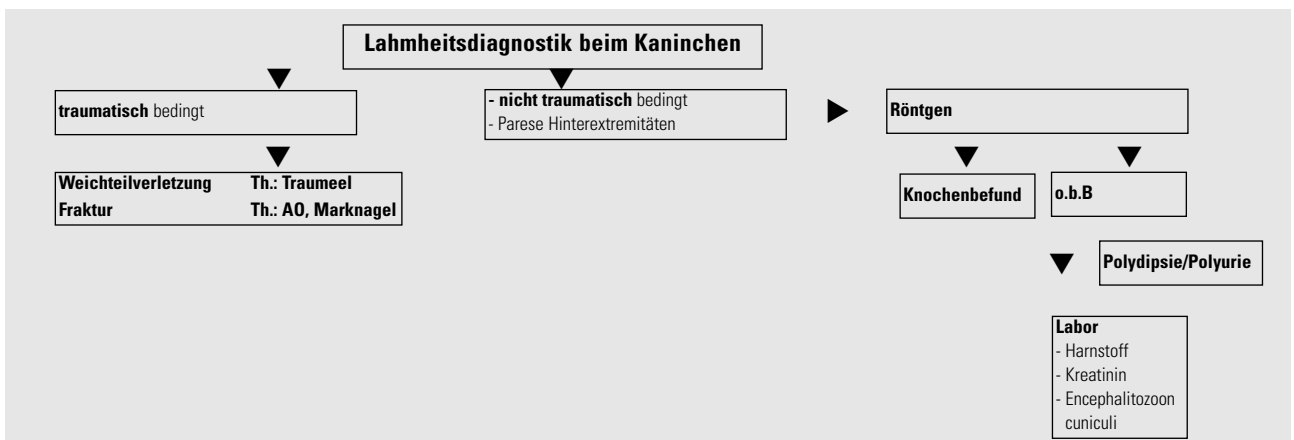 Lahmheitsdiagnostik beim Kaninchen
traumatisch bedingt
- nicht traumatisch bedingt
- Parese Hinterextremitäten
Röntgen
Weichteilverletzung Th.: Traumeel
Fraktur Th.: AO, Marknagel
Knochenbefund
o.b.B
Polydipsie/Polyurie
Labor
- Harnstoff
- Kreatinin
- Encephalitozoon
cuniculi